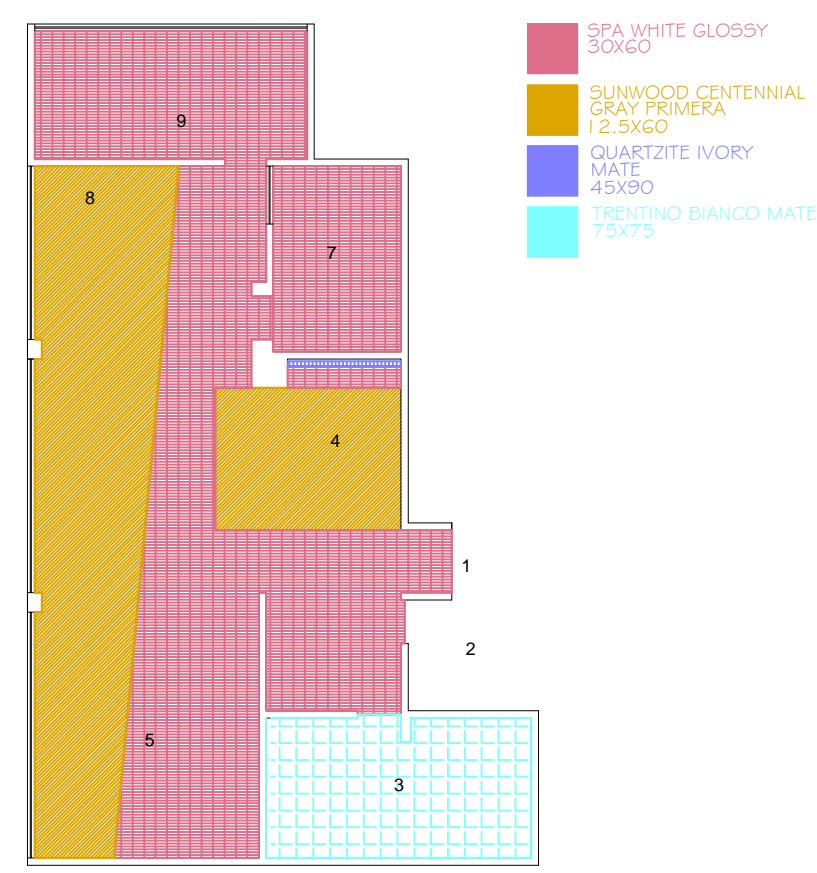 SPA WHITE GLOSSY
30X60
SUNWOOD CENTENNIAL
GRAY PRIMERA
12.5X60
QUARTZITE IVORY
MATE
45X90
TRENTINO BIANCO MATE
75X75
9
8
7
4
1
2
5
3